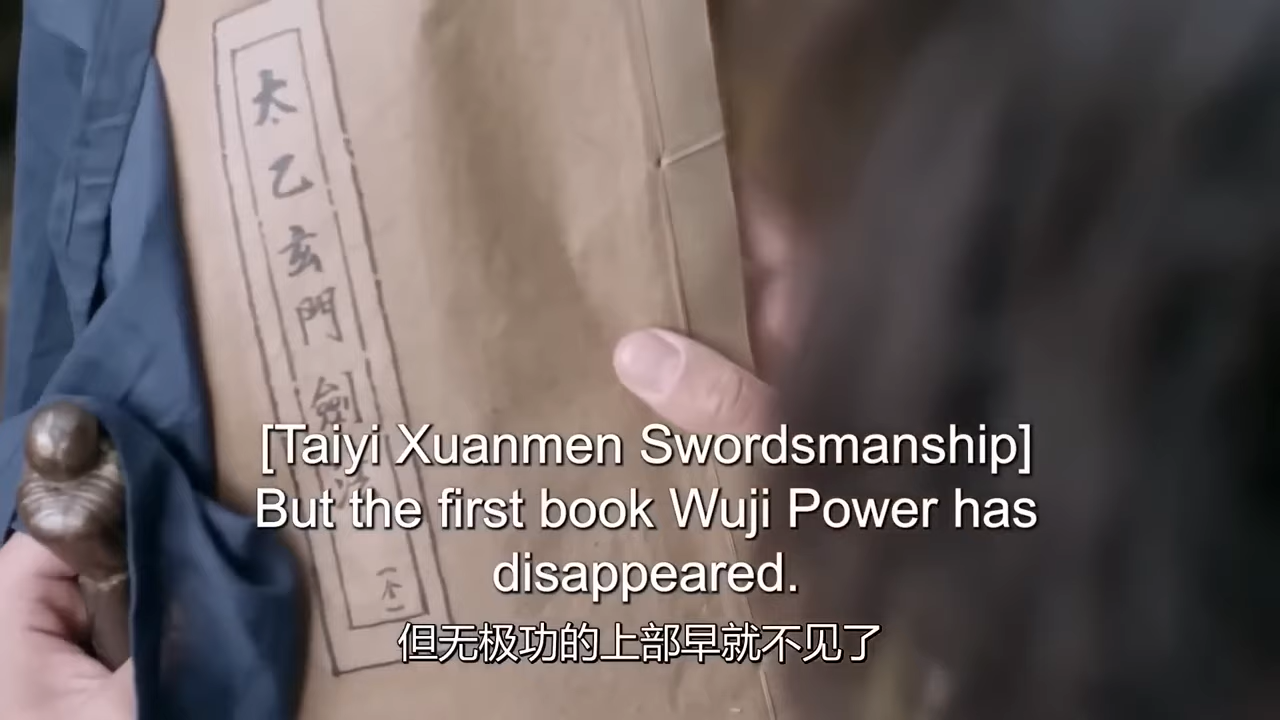 太乙玄門劍
[Taiyi Xuanmen Swordsmanship]
But the first book Wuji Power has
disappeared.
但无极功的上部早就不见了